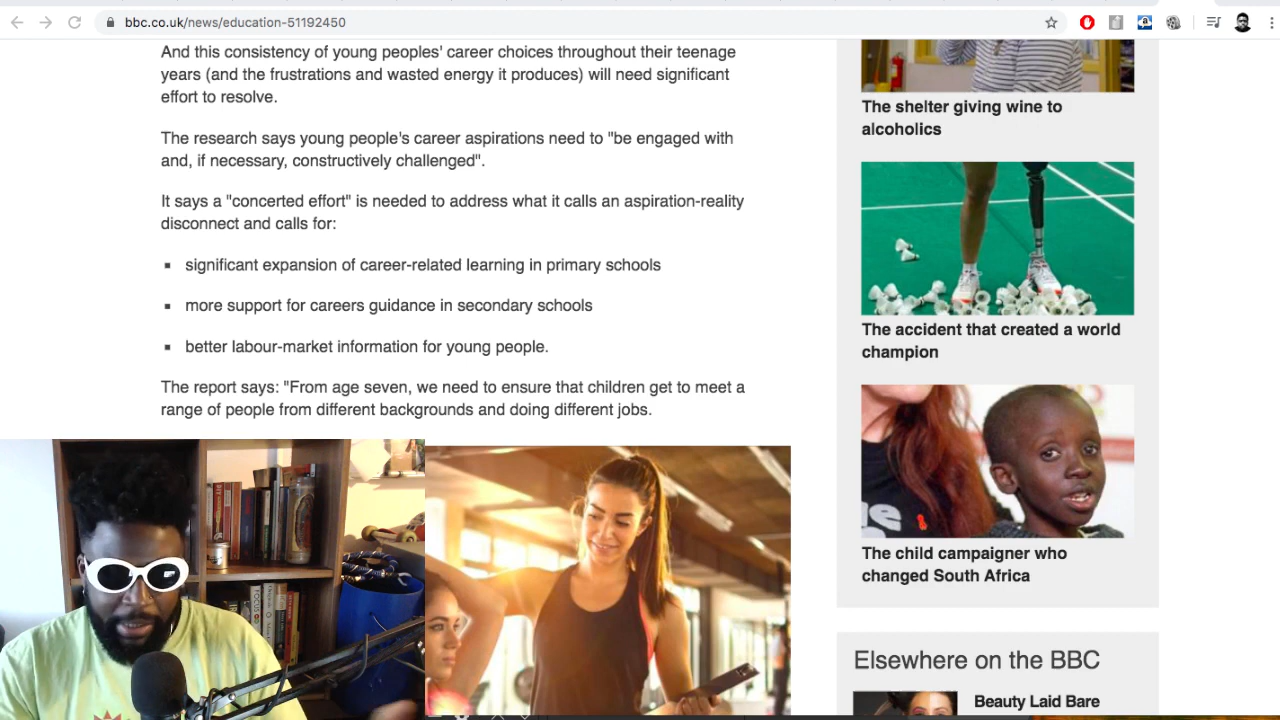 bbc.co.uk/news/education-51192450
And this consistency of young peoples' career choices throughout their teenage
years (and the frustrations and wasted energy it produces) will need significant
effort to resolve.
The research says young people's career aspirations need to "be engaged with
and, if necessary, constructively challenged".
It says a "concerted effort" is needed to address what it calls an aspiration-reality
disconnect and calls for:
significant expansion of career-related learning in primary schools
more support for careers guidance in secondary schools
better labour-market information for young people.
The report says: "From age seven, we need to ensure that children get to meet a
range of people from different backgrounds and doing different jobs.
The shelter giving wine to
alcoholics
The accident that created a world
champion
The child campaigner who
changed South Africa
Elsewhere on the BBC
Beauty Laid Bare